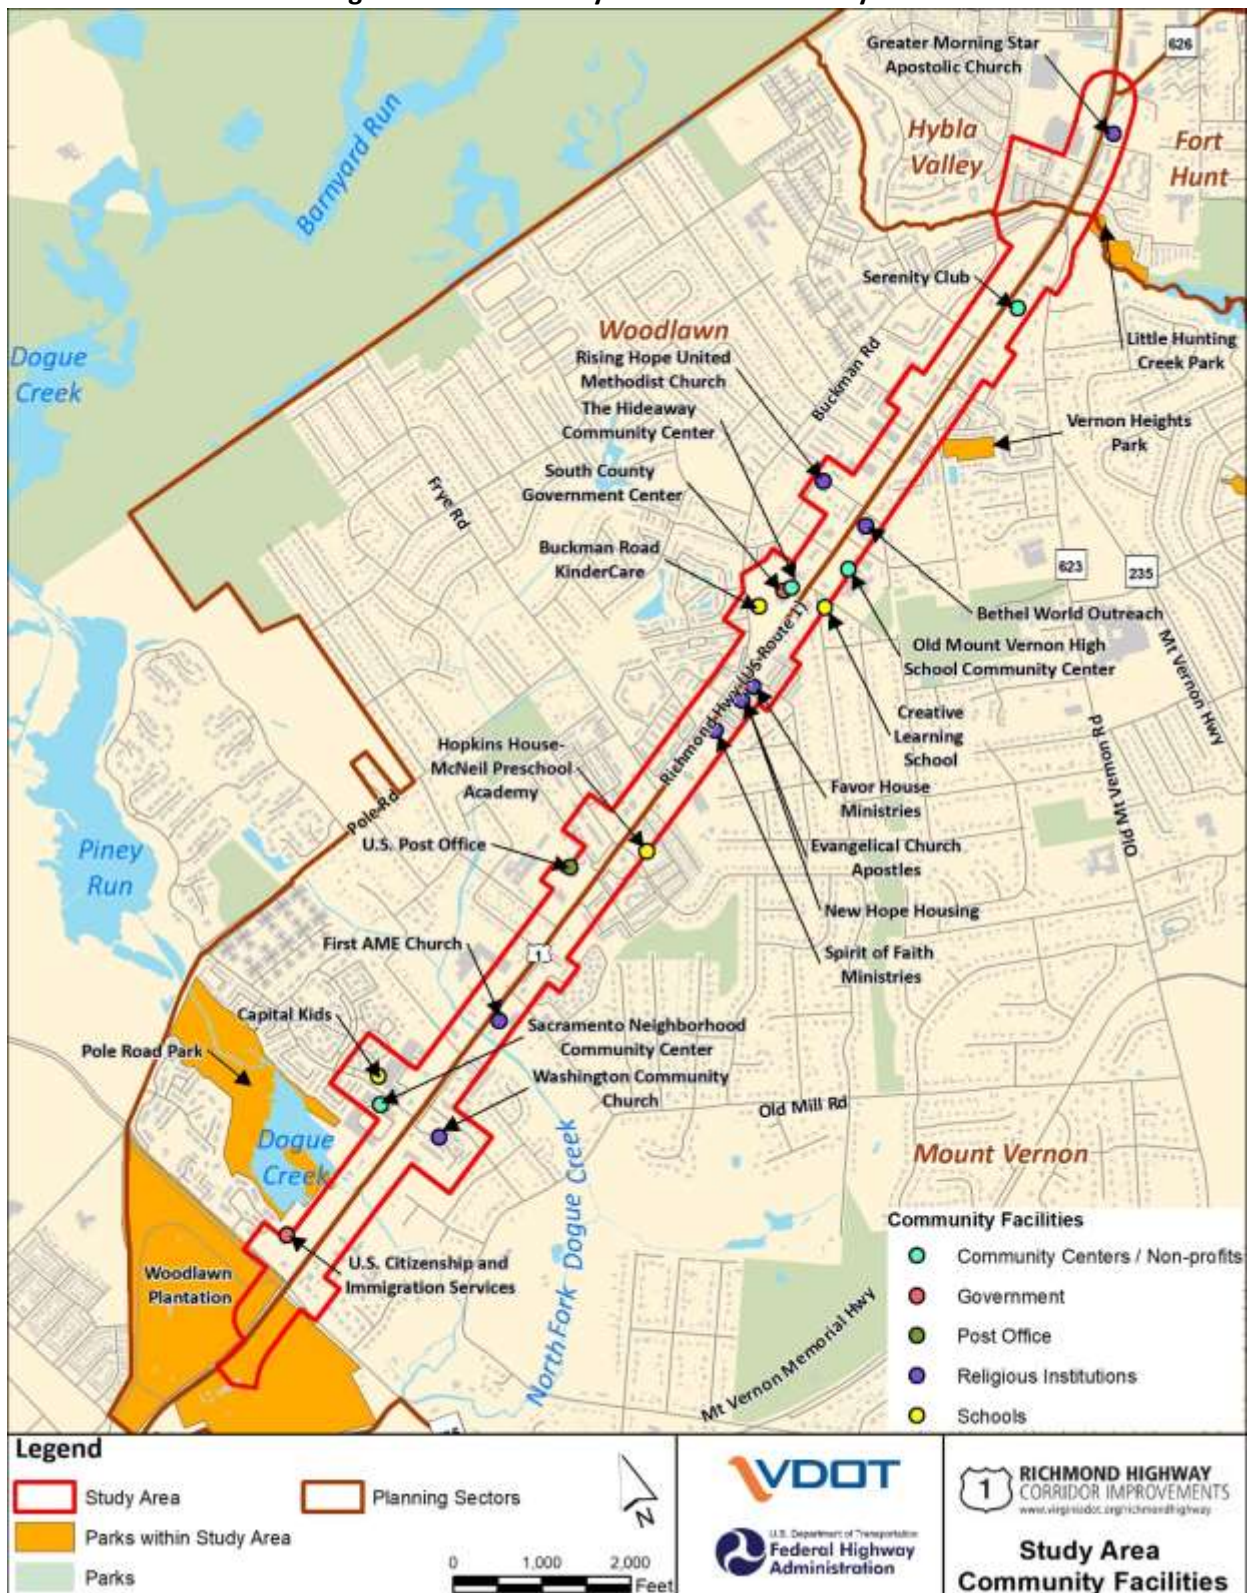 626
Greater Morning Star
Apostolic Church
Hybla
Valley
Fort
Hunt
Barnyard Run
Serenity Club
Little Hunting
Creek Park
Woodlawn
Dogue
Creek
Rising Hope United
Methodist Church
Buckman Rd
The Hideaway
Community Center
Vernon Heights
Park
South County
Government Center
Frye Rd
Buckman Road
KinderCare
623
235
Bethel World Outreach
Old Mount Vernon High
School Community Center
Mt Vernon Hwy
Richmond Hwy (US Route 1)
Creative
Learning
School
Hopkins House-
McNeil Preschool
Academy
Old Mt Vernon Rd
Favor House
Ministries
Pole Rd
U.S. Post Office
Evangelical Church
Apostles
Piney
Run
New Hope Housing
First AME Church
1
Spirit of Faith
Ministries
Capital Kids
Sacramento Neighborhood
Community Center
Pole Road Park
Washington Community
Church
Old Mill Rd
Dogue
Creek
North Fork Dogue Creek
Mount Vernon
Woodlawn
Plantation
U.S. Citizenship and
Immigration Services
Mt Vernon Memorial Hwy
Community Facilities
Community Centers / Non-profits
Government
Post Office
Religious Institutions
Schools
Legend
Study Area
Planning Sectors
Parks within Study Area
Parks
N
0 1,000 2,000
Feet
VDOT
U.S. Department of Transportation
Federal Highway
Administration
1
RICHMOND HIGHWAY
CORRIDOR IMPROVEMENTS
www.virginiadot.org/richmondhighway
Study Area
Community Facilities